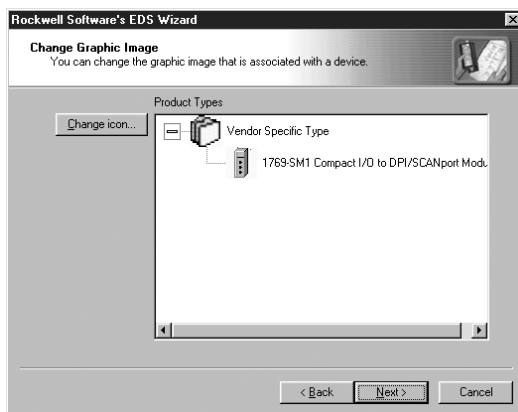 Rockwell Software's EDS Wizard
Change Graphic Image
You can change the graphic image that is associated with a device.
Product Types
Change icon...
Vendor Specific Type
1769-SM1 Compact I/O to DPI/SCANport Modu
< Back
Next >
Cancel